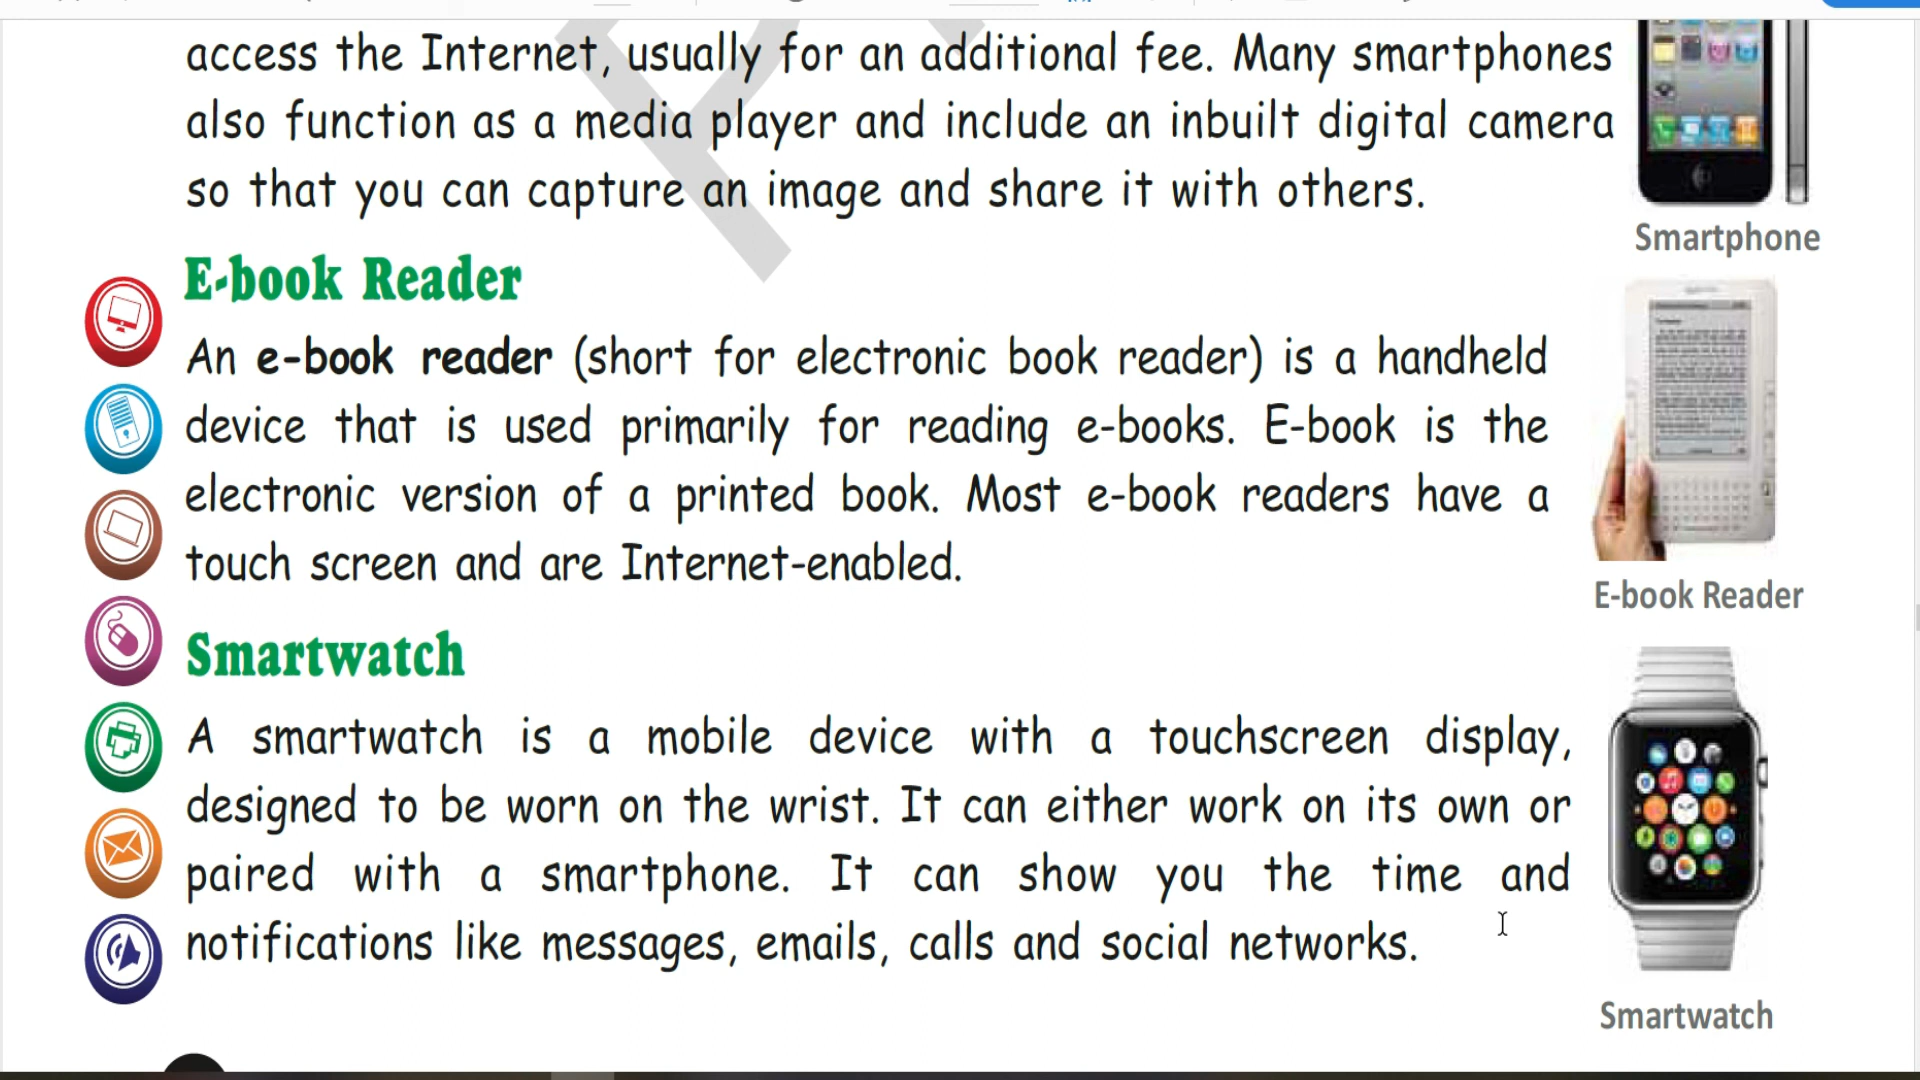 access the Internet, usually for an additional fee. Many smartphones
also function as a media player and include an inbuilt digital camera
so that you can capture an image and share it with others.
Smartphone
E-book Reader
An e-book reader (short for electronic book reader) is a handheld
device that is used primarily for reading e-books. E-book is the
electronic version of a printed book. Most e-book readers have a
touch screen and are Internet-enabled.
E-book Reader
Smartwatch
A smartwatch is a mobile device with a touchscreen display,
designed to be worn on the wrist. It can either work on its own or
paired with a smartphone. It can show you the time and
notifications like messages, emails, calls and social networks.
Smartwatch